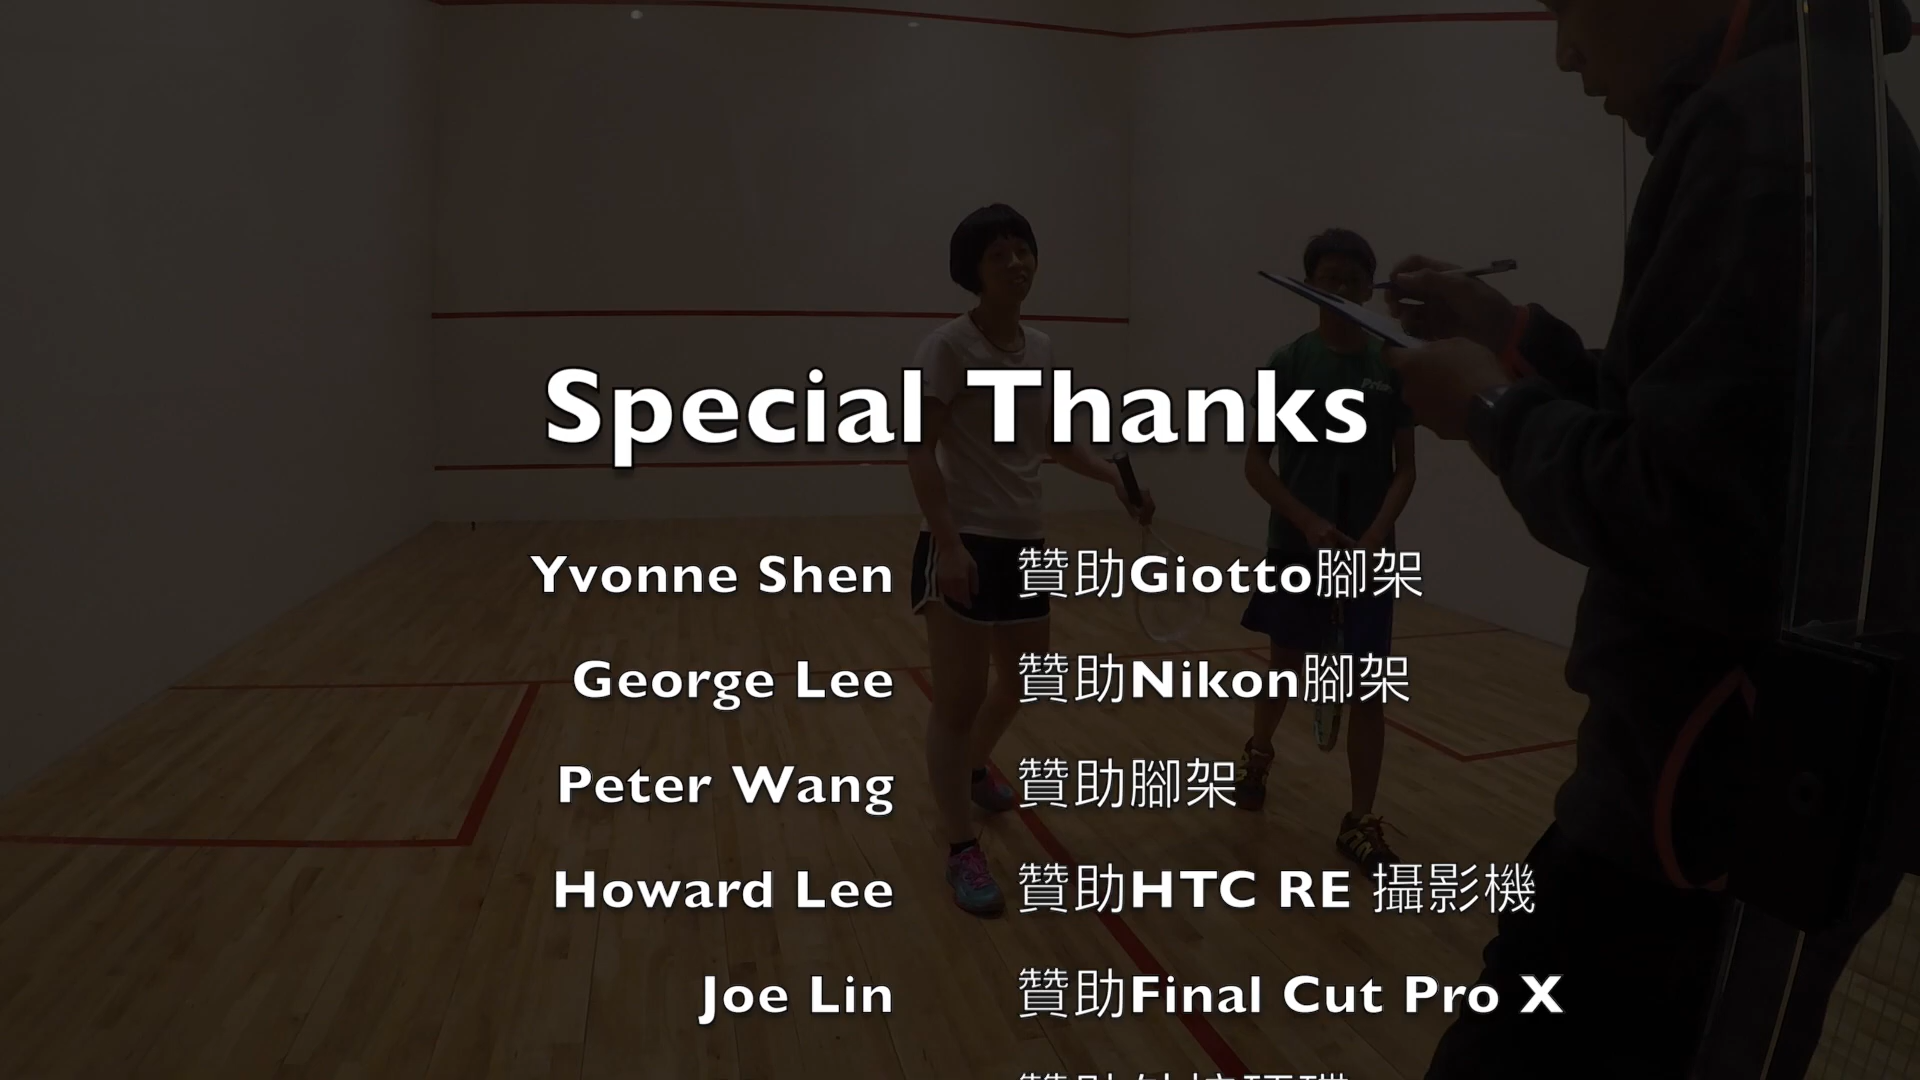 Special Thanks
Yvonne Shen 贊助Giotto腳架
George Lee 贊助Nikon腳架
Peter Wang 贊助腳架
Howard Lee 贊助HTC RE 攝影機
Joe Lin 贊助Final Cut Pro X